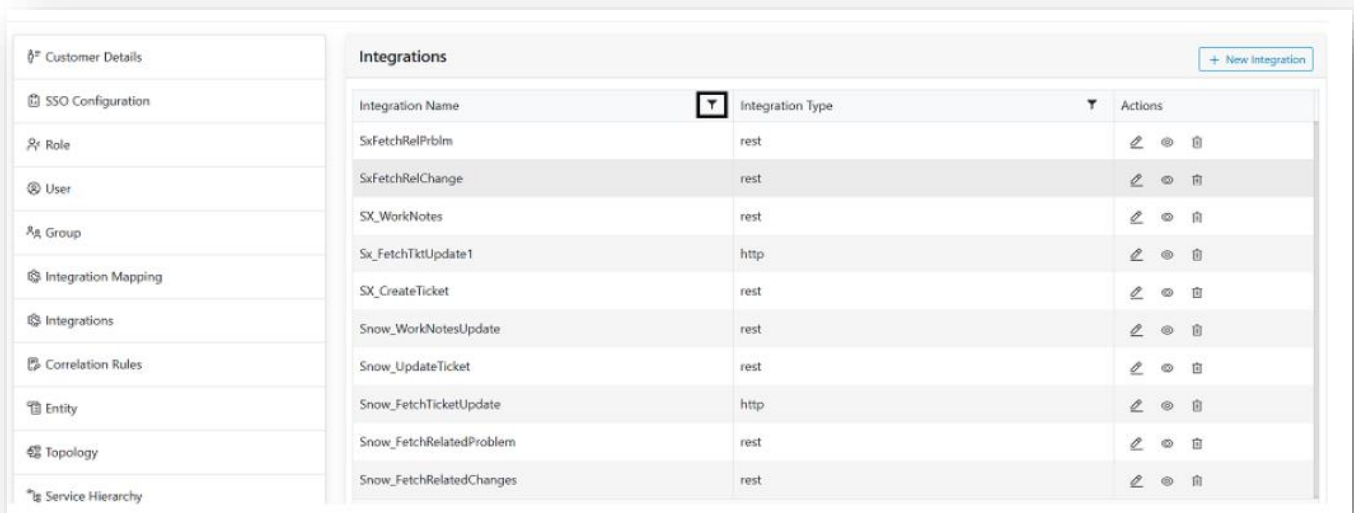 Customer Details
SSO Configuration
Role
User
Group
Integration Mapping
Integrations
Correlation Rules
Entity
Topology
Service Hierarchy
Integrations
+ New Integration
Integration Name Integration Type Actions
SxFetchRelPrblm rest
SxFetchRelChange rest
SX_WorkNotes rest
Sx_FetchTktUpdate1 http
SX_CreateTicket rest
Snow_WorkNotesUpdate rest
Snow_UpdateTicket rest
Snow_FetchTicketUpdate http
Snow_FetchRelatedProblem rest
Snow_FetchRelatedChanges rest